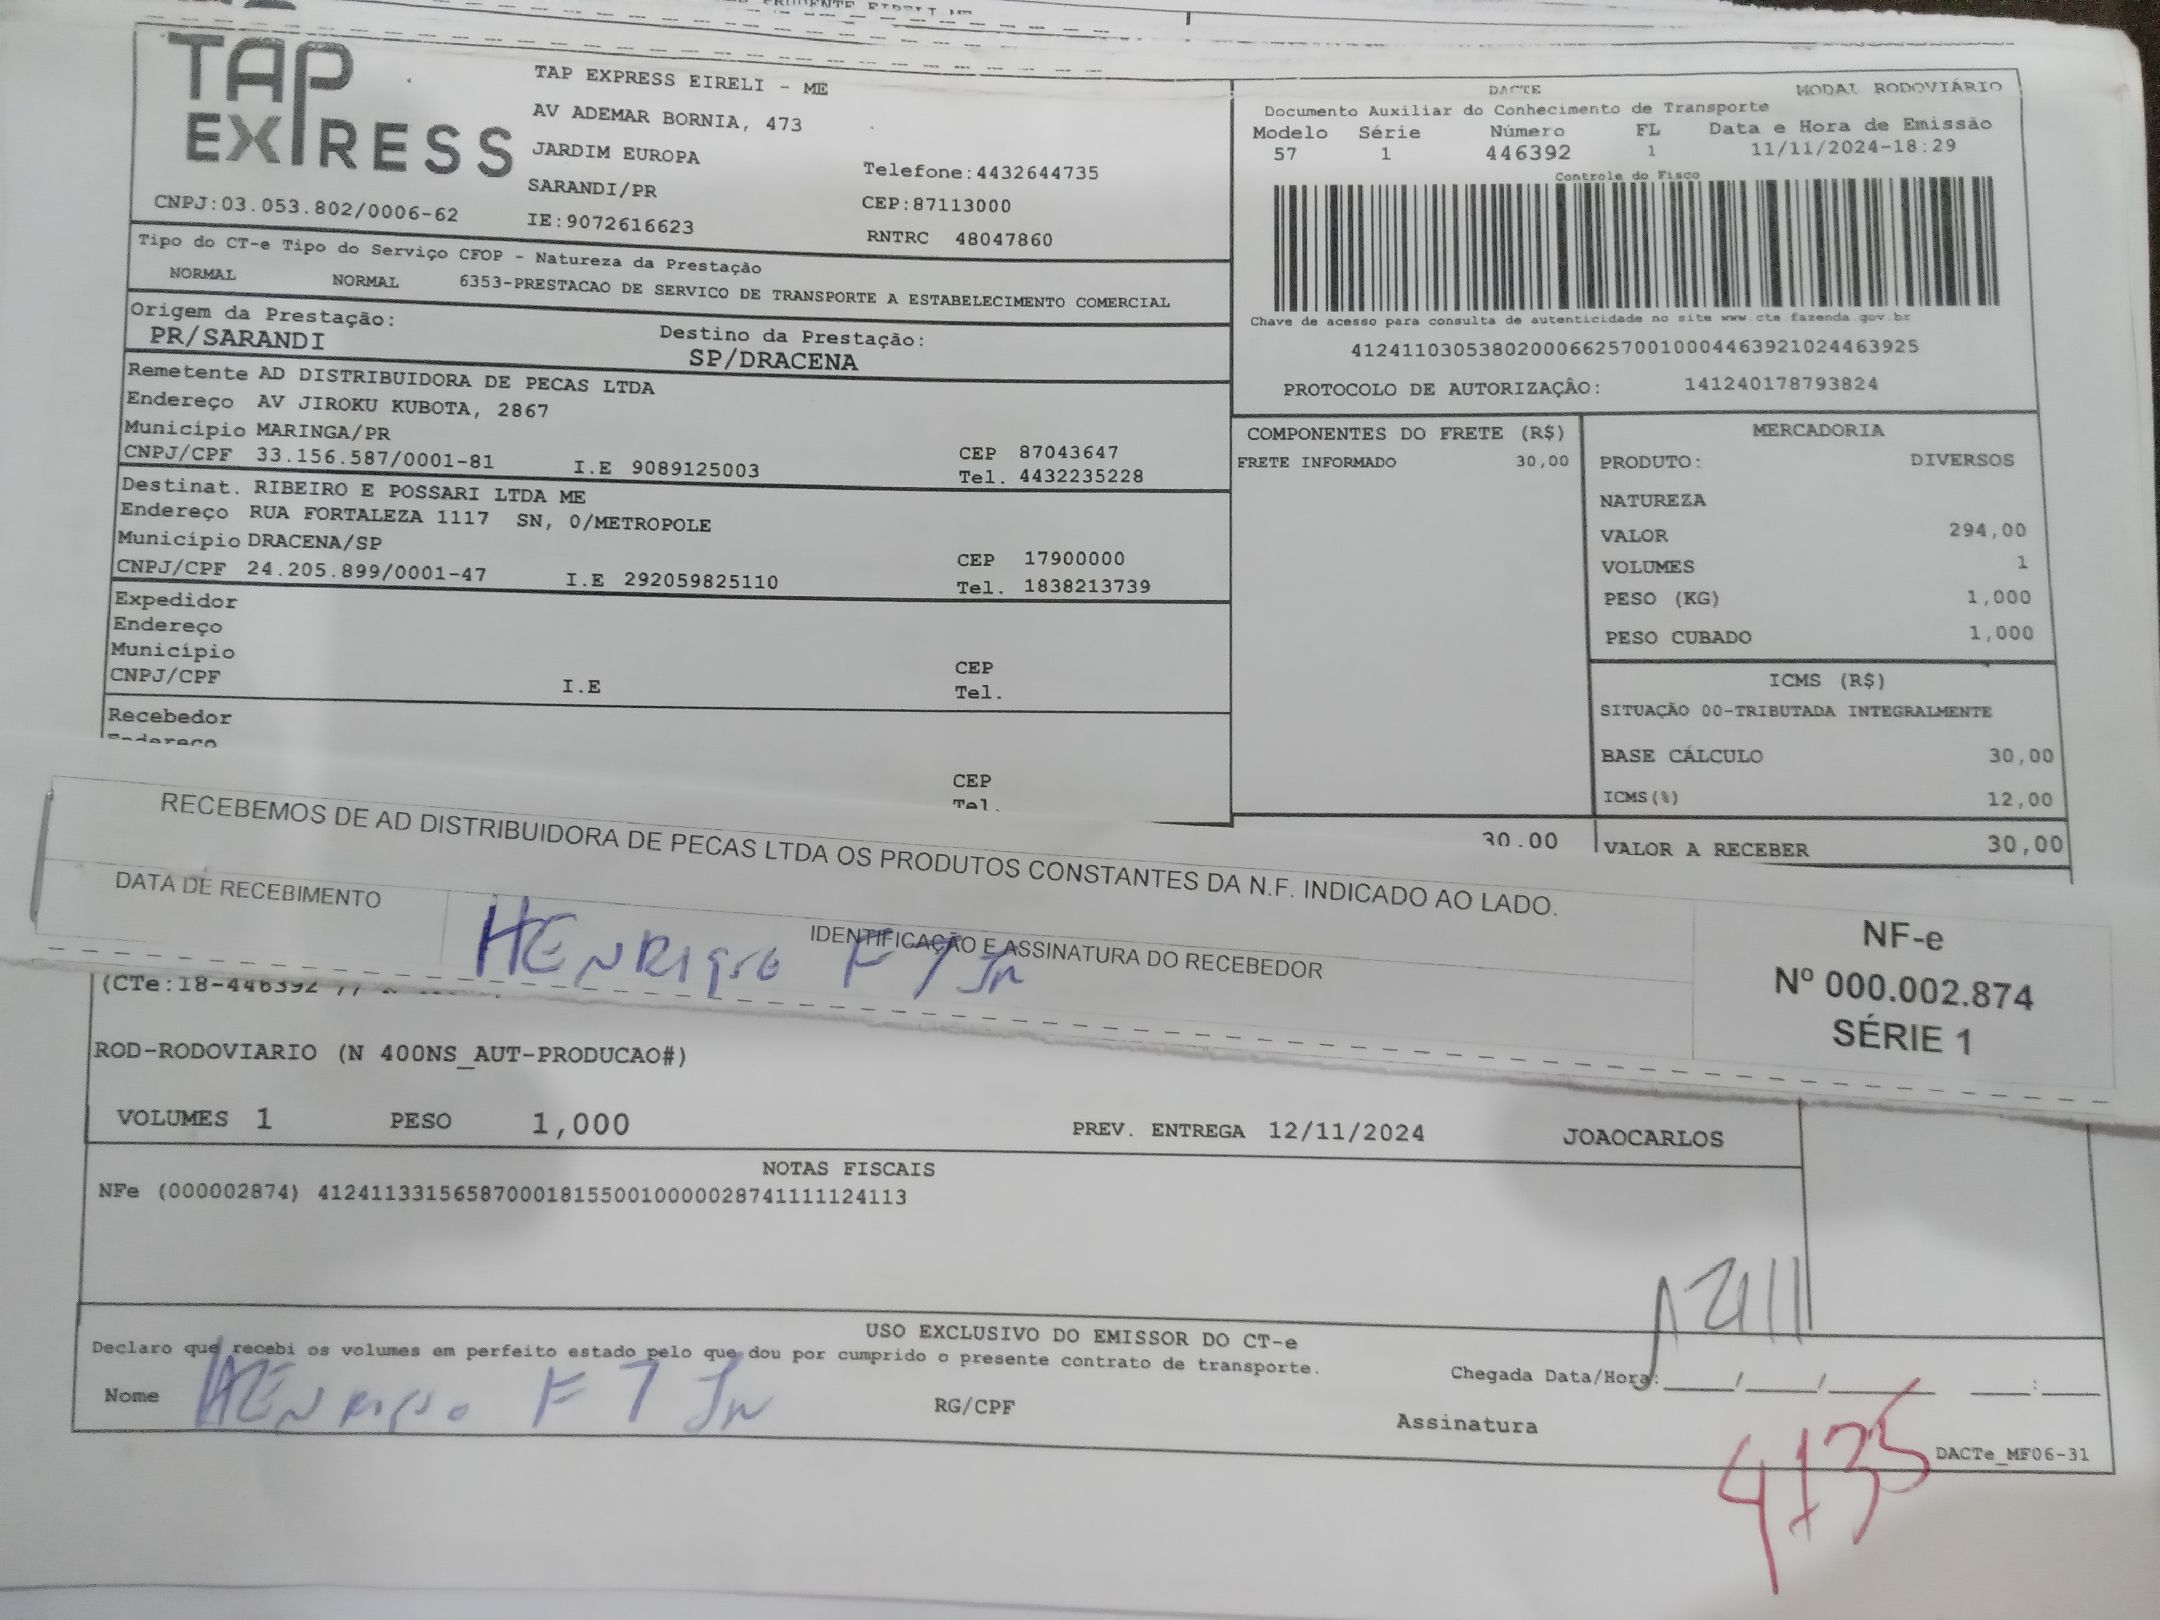 TAP
EXPRESS
CNPJ:03.053.802/0006-62
TAP EXPRESS EIRELI - ME
AV ADEMAR BORNIA, 473
JARDIM EUROPA
SARANDI/PR
IE:9072616623
Telefone:4432644735
CEP:87113000
RNTRC 48047860
DACTE MODAL RODOVIÁRIO
Documento Auxiliar do Conhecimento de Transporte
Modelo Série Número FL Data e Hora de Emissão
57 1 446392 1 11/11/2024-18:29
Controle do Fisco
Chave de acesso para consulta de autenticidade no site www.cte.fazenda.gov.br
41241103053802000662570010004463921024463925
PROTOCOLO DE AUTORIZAÇÃO: 141240178793824
Tipo do CT-e Tipo do Serviço CFOP - Natureza da Prestação
NORMAL NORMAL 6353-PRESTACAO DE SERVICO DE TRANSPORTE A ESTABELECIMENTO COMERCIAL
Origem da Prestação: Destino da Prestação:
PR/SARANDI SP/DRACENA
Remetente AD DISTRIBUIDORA DE PECAS LTDA
Endereço AV JIROKU KUBOTA, 2867
Município MARINGA/PR CEP 87043647
CNPJ/CPF 33.156.587/0001-81 I.E 9089125003 Tel. 4432235228
Destinat. RIBEIRO E POSSARI LTDA ME
Endereço RUA FORTALEZA 1117 SN, 0/METROPOLE
Município DRACENA/SP CEP 17900000
CNPJ/CPF 24.205.899/0001-47 I.E 292059825110 Tel. 1838213739
Expedidor
Endereço
Município CEP
CNPJ/CPF I.E Tel.
Recebedor
Endereço
CEP
Tel.
COMPONENTES DO FRETE (R$)
FRETE INFORMADO 30,00
30.00
MERCADORIA
PRODUTO: DIVERSOS
NATUREZA
VALOR 294,00
VOLUMES 1
PESO (KG) 1,000
PESO CUBADO 1,000
ICMS (R$)
SITUAÇÃO 00-TRIBUTADA INTEGRALMENTE
BASE CÁLCULO 30,00
ICMS(%) 12,00
VALOR A RECEBER 30,00
RECEBEMOS DE AD DISTRIBUIDORA DE PECAS LTDA OS PRODUTOS CONSTANTES DA N.F. INDICADO AO LADO.
DATA DE RECEBIMENTO IDENTIFICAÇÃO E ASSINATURA DO RECEBEDOR
HENRIQUE F T Jn
NF-e
Nº 000.002.874
SÉRIE 1
(CTe:18-446392
ROD-RODOVIARIO (N 400NS_AUT-PRODUCAO#)
VOLUMES 1 PESO 1,000 PREV. ENTREGA 12/11/2024 JOAOCARLOS
NOTAS FISCAIS
NFe (000002874) 41241133156587000181550010000028741111124113
USO EXCLUSIVO DO EMISSOR DO CT-e
Declaro que recebi os volumes em perfeito estado pelo que dou por cumprido o presente contrato de transporte.
Chegada Data/Hora: ____/____/______ ___:___
Nome HENRIQUE F T Jn RG/CPF Assinatura
4135
DACTe_MF06-31